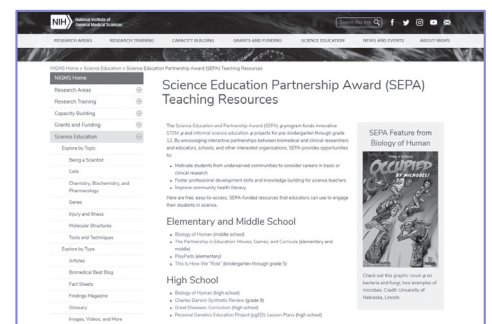 NIH National Institute of
General Medical Sciences
Search this site
RESEARCH AREAS RESEARCH TRAINING CAPACITY BUILDING GRANTS AND FUNDING SCIENCE EDUCATION NEWS AND EVENTS ABOUT NIGMS
NIGMS Home > Science Education > Science Education Partnership Award (SEPA) Teaching Resources
NIGMS Home
Research Areas
Research Training
Capacity Building
Grants and Funding
Science Education
Explore by Topic
Being a Scientist
Cells
Chemistry, Biochemistry, and
Pharmacology
Genes
Injury and Illness
Molecular Structures
Tools and Techniques
Explore by Type
Articles
Biomedical Beat Blog
Fact Sheets
Findings Magazine
Glossary
Images, Videos, and More
Science Education Partnership Award (SEPA)
Teaching Resources
The Science Education and Partnership Award (SEPA) program funds innovative
STEM and informal science education projects for pre-kindergarten through grade
12. By encouraging interactive partnerships between biomedical and clinical researchers
and educators, schools, and other interested organizations, SEPA provides opportunities
to:
Motivate students from underserved communities to consider careers in basic or
clinical research
Foster professional development skills and knowledge building for science teachers
Improve community health literacy
Here are free, easy-to-access, SEPA-funded resources that educators can use to engage
their students in science.
Elementary and Middle School
Biology of Human (middle school)
The Partnership in Education: Movies, Games, and Curricula (elementary and
middle)
PlayPads (elementary)
This Is How We "Role" (kindergarten through grade 5)
High School
Biology of Human (high school)
Charles Darwin Synthetic Review (grade 9)
Great Diseases: Curriculum (high school)
Personal Genetics Education Project (pgED): Lesson Plans (high school)
SEPA Feature from
Biology of Human
OCCUPIED
BY MICROBES!
Check out this graphic novel on
bacteria and fungi, two examples of
microbes. Credit: University of
Nebraska, Lincoln.